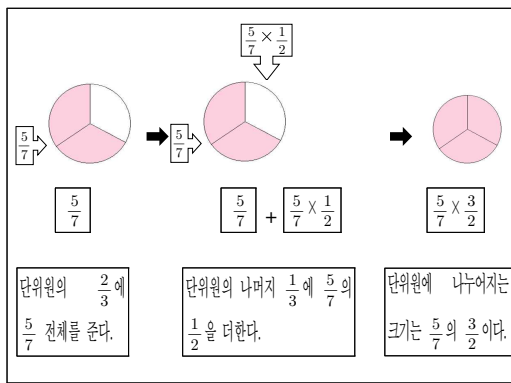 5/7 × 1/2
5/7
5/7
5/7
5/7 + 5/7 × 1/2
5/7 × 3/2
단위원의 2/3 에
5/7 전체를 준다.
단위원의 나머지 1/3 에 5/7 의
1/2 을 더한다.
단위원에 나누어지는
크기는 5/7 의 3/2 이다.